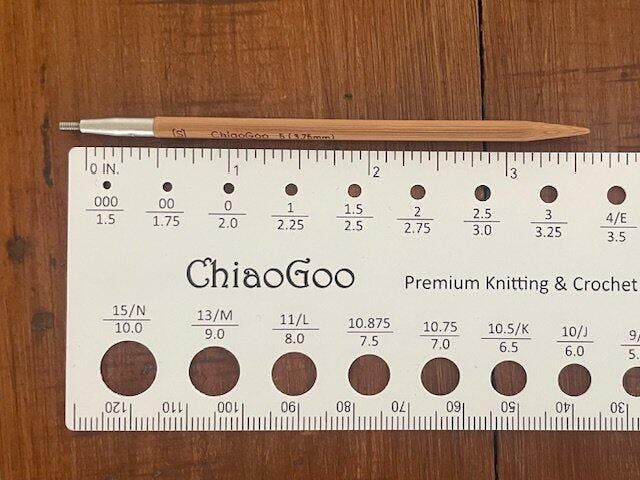 [S] ChiaoGoo 5 (3.75mm)
0 IN. 1 2 3
000 00 0 1 1.5 2 2.5 3 4/E
1.5 1.75 2.0 2.25 2.5 2.75 3.0 3.25 3.5
ChiaoGoo Premium Knitting & Crochet
15/N 13/M 11/L 10.875 10.75 10.5/K 10/J 9/
10.0 9.0 8.0 7.5 7.0 6.5 6.0 5.
120 110 100 90 80 70 60 50 40 30